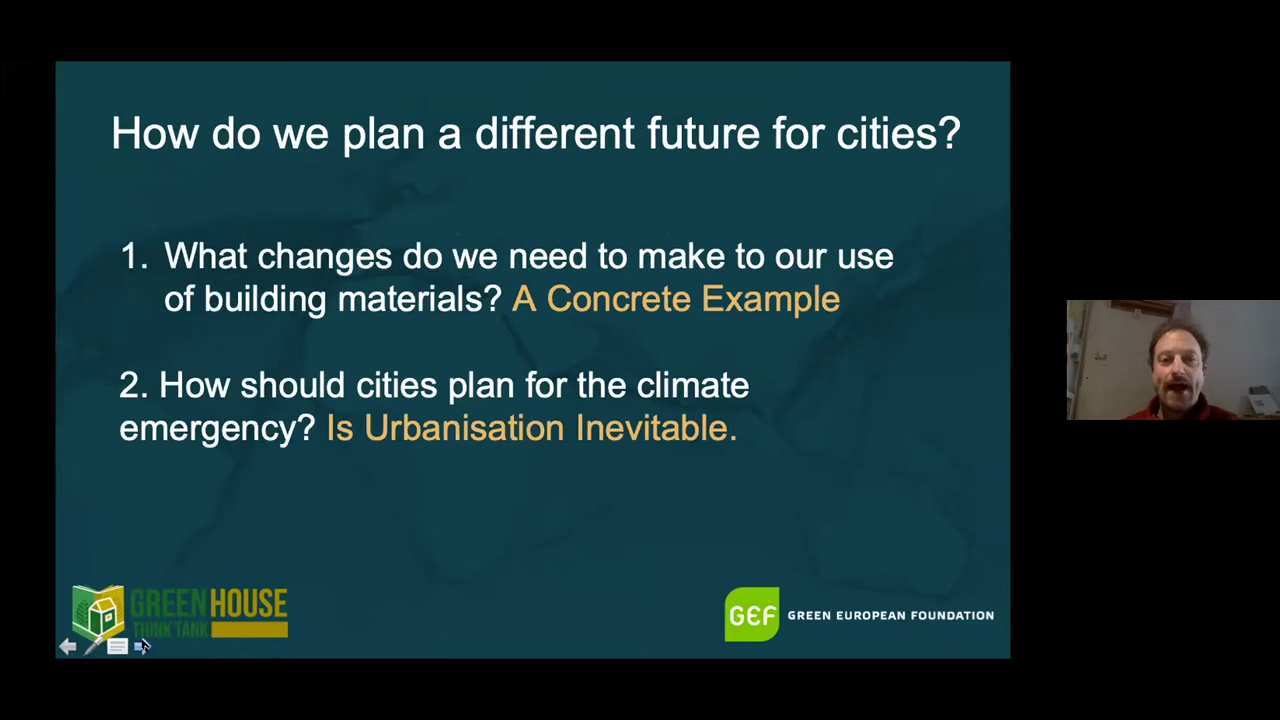 How do we plan a different future for cities?
1. What changes do we need to make to our use
of building materials? A Concrete Example
2. How should cities plan for the climate
emergency? Is Urbanisation Inevitable.
GREEN HOUSE
THINK TANK
GEF GREEN EUROPEAN FOUNDATION